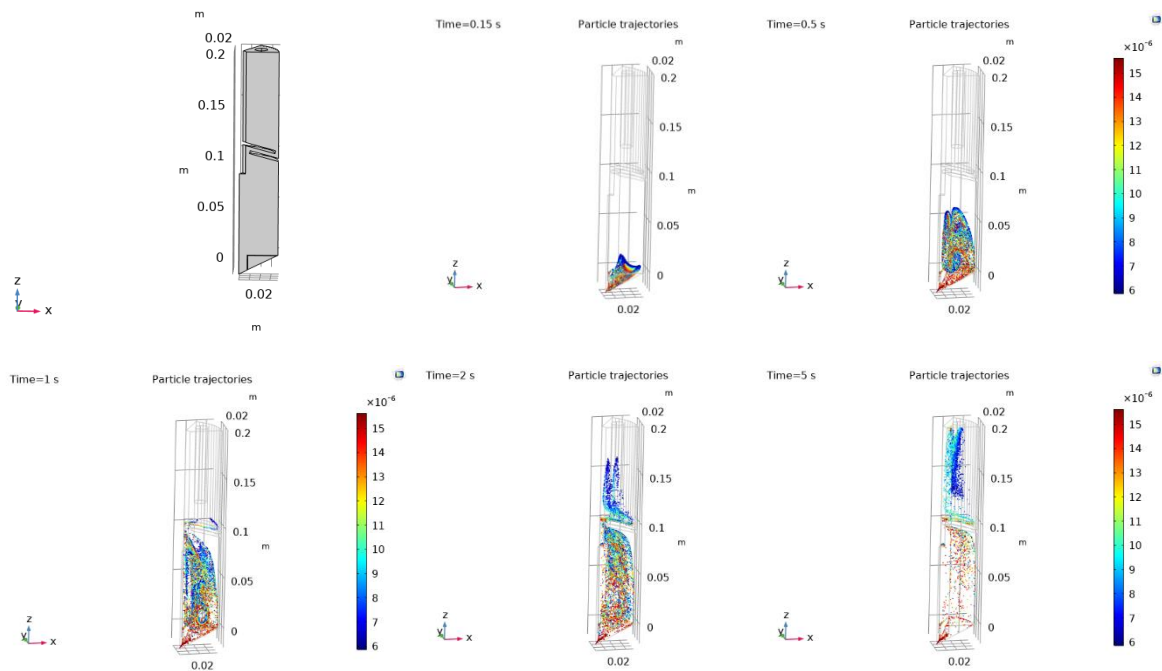 m
0.02
0.2
0.15
m
0.1
0.05
0
0.02
m
z
y
x
Time=0.15 s
Particle trajectories
m
0.02
0.2
0.15
0.1
m
0.05
0
0.02
z
y
x
Time=0.5 s
Particle trajectories
m
0.02
0.2
0.15
0.1
m
0.05
0
0.02
z
y
x
×10⁻⁶
15
14
13
12
11
10
9
8
7
6
Time=1 s
Particle trajectories
m
0.02
0.2
0.15
0.1
m
0.05
0
0.02
z
y
x
×10⁻⁶
15
14
13
12
11
10
9
8
7
6
Time=2 s
Particle trajectories
m
0.02
0.2
0.15
0.1
m
0.05
0
0.02
z
y
x
Time=5 s
Particle trajectories
m
0.02
0.2
0.15
0.1
m
0.05
0
0.02
z
y
x
×10⁻⁶
15
14
13
12
11
10
9
8
7
6